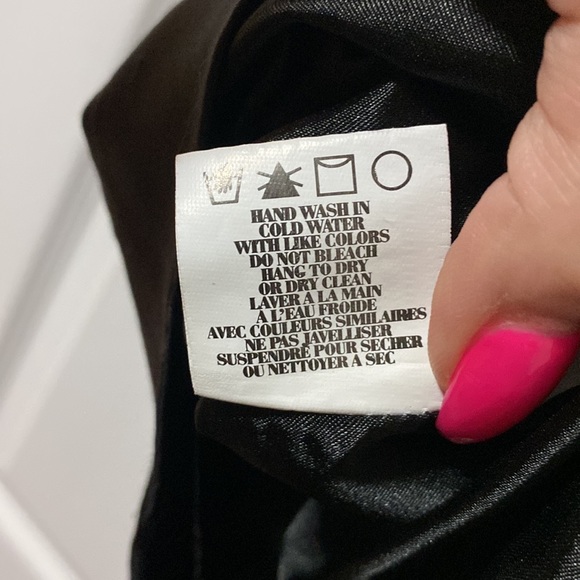 HAND WASH IN
COLD WATER
WITH LIKE COLORS
DO NOT BLEACH
HANG TO DRY
OR DRY CLEAN
LAVER A LA MAIN
A L'EAU FROIDE
AVEC COULEURS SIMILAIRES
NE PAS JAVELLISER
SUSPENDRE POUR SECHER
OU NETTOYER A SEC